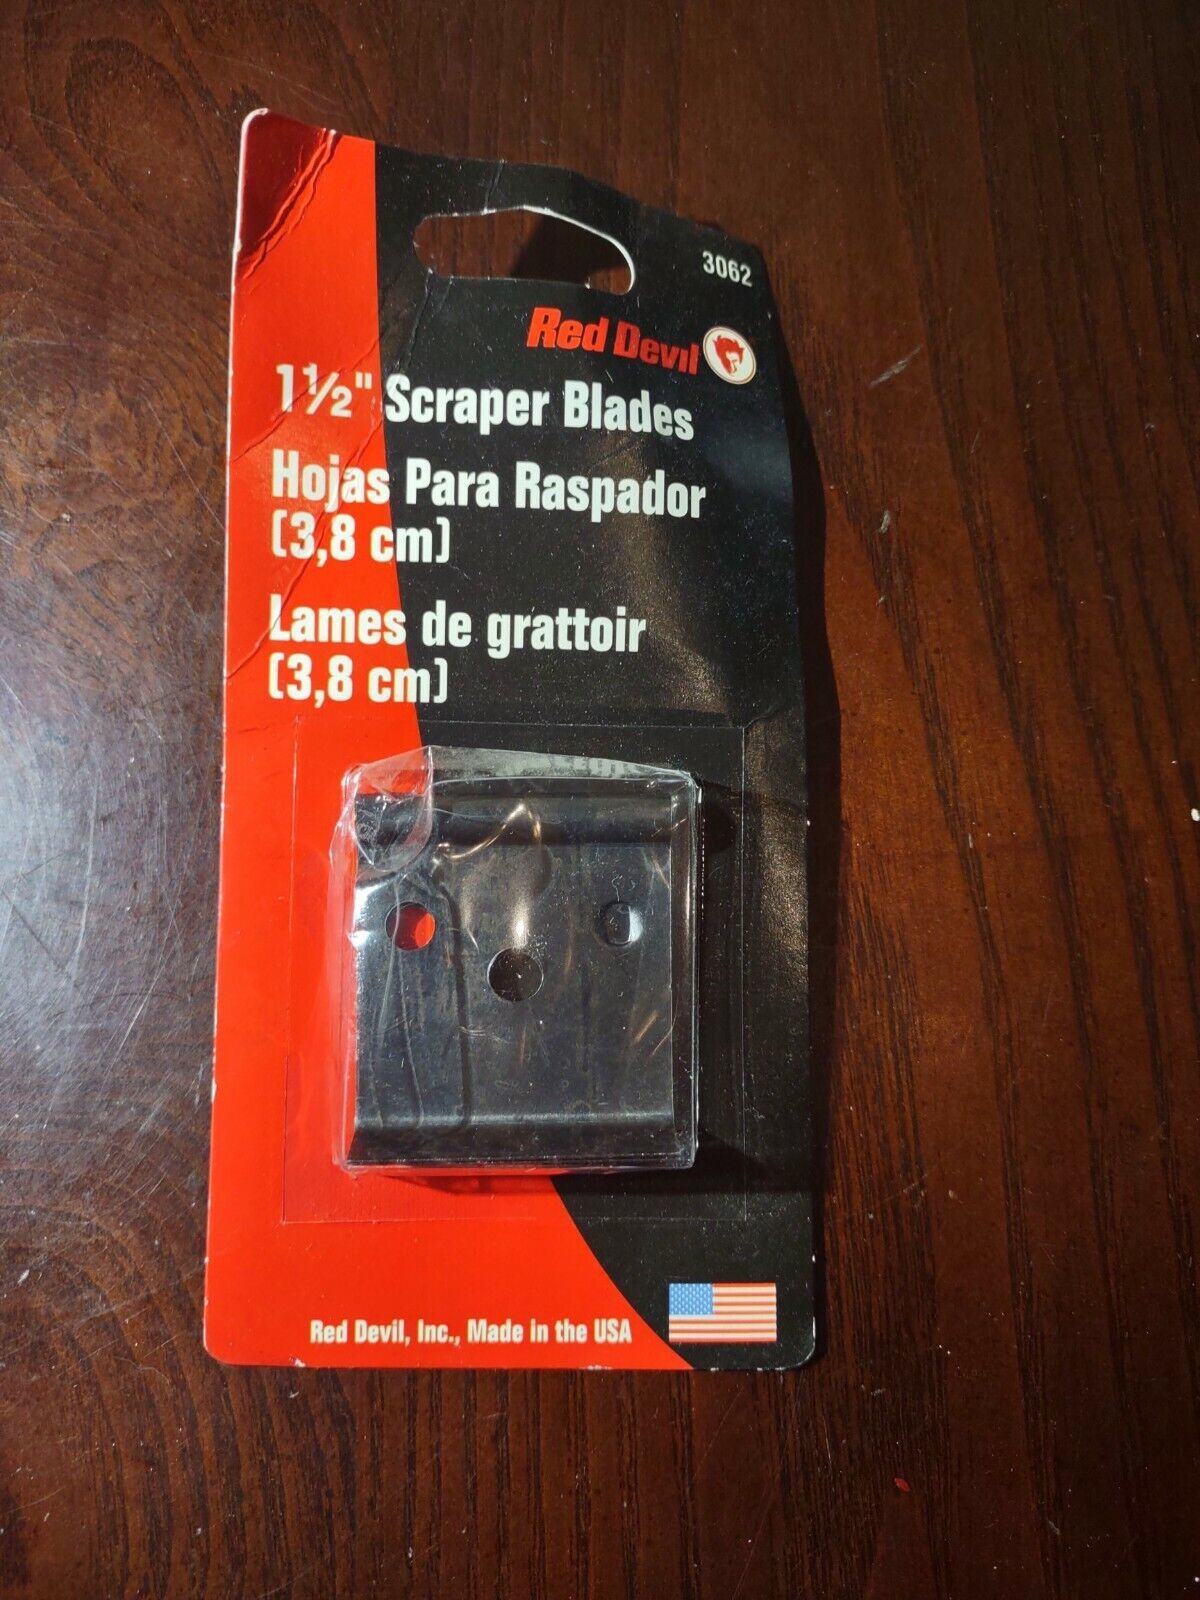 3062
Red Devil
1½" Scraper Blades
Hojas Para Raspador
(3,8 cm)
Lames de grattoir
(3,8 cm)
Red Devil, Inc., Made in the USA